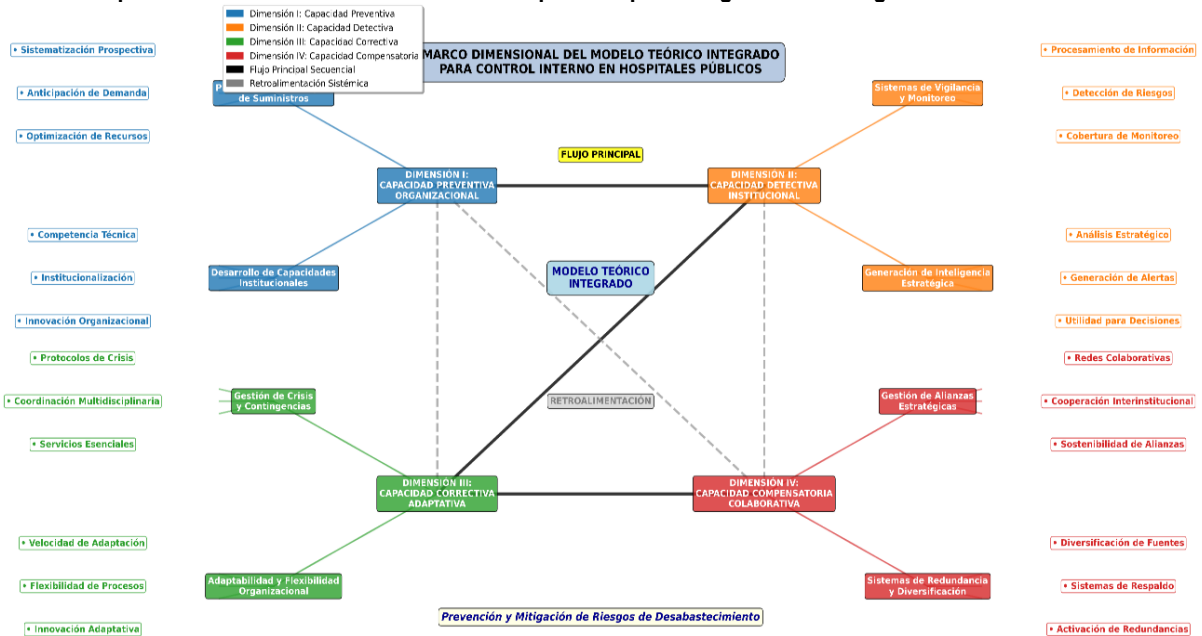 Dimensión I: Capacidad Preventiva
Dimensión II: Capacidad Detectiva
Dimensión III: Capacidad Correctiva
Dimensión IV: Capacidad Compensatoria
Flujo Principal Secuencial
Retroalimentación Sistémica
MARCO DIMENSIONAL DEL MODELO TEÓRICO INTEGRADO
PARA CONTROL INTERNO EN HOSPITALES PÚBLICOS
• Sistematización Prospectiva
• Anticipación de Demanda
• Optimización de Recursos
de Suministros
Sistemas de Vigilancia
y Monitoreo
• Procesamiento de Información
• Detección de Riesgos
• Cobertura de Monitoreo
FLUJO PRINCIPAL
DIMENSIÓN I:
CAPACIDAD PREVENTIVA
ORGANIZACIONAL
DIMENSIÓN II:
CAPACIDAD DETECTIVA
INSTITUCIONAL
• Competencia Técnica
• Institucionalización
• Innovación Organizacional
Desarrollo de Capacidades
Institucionales
MODELO TEÓRICO
INTEGRADO
Generación de Inteligencia
Estratégica
• Análisis Estratégico
• Generación de Alertas
• Utilidad para Decisiones
• Protocolos de Crisis
• Coordinación Multidisciplinaria
• Servicios Esenciales
Gestión de Crisis
y Contingencias
RETROALIMENTACIÓN
Gestión de Alianzas
Estratégicas
• Redes Colaborativas
• Cooperación Interinstitucional
• Sostenibilidad de Alianzas
DIMENSIÓN III:
CAPACIDAD CORRECTIVA
ADAPTATIVA
DIMENSIÓN IV:
CAPACIDAD COMPENSATORIA
COLABORATIVA
• Velocidad de Adaptación
• Flexibilidad de Procesos
• Innovación Adaptativa
Adaptabilidad y Flexibilidad
Organizacional
Sistemas de Redundancia
y Diversificación
• Diversificación de Fuentes
• Sistemas de Respaldo
• Activación de Redundancias
Prevención y Mitigación de Riesgos de Desabastecimiento